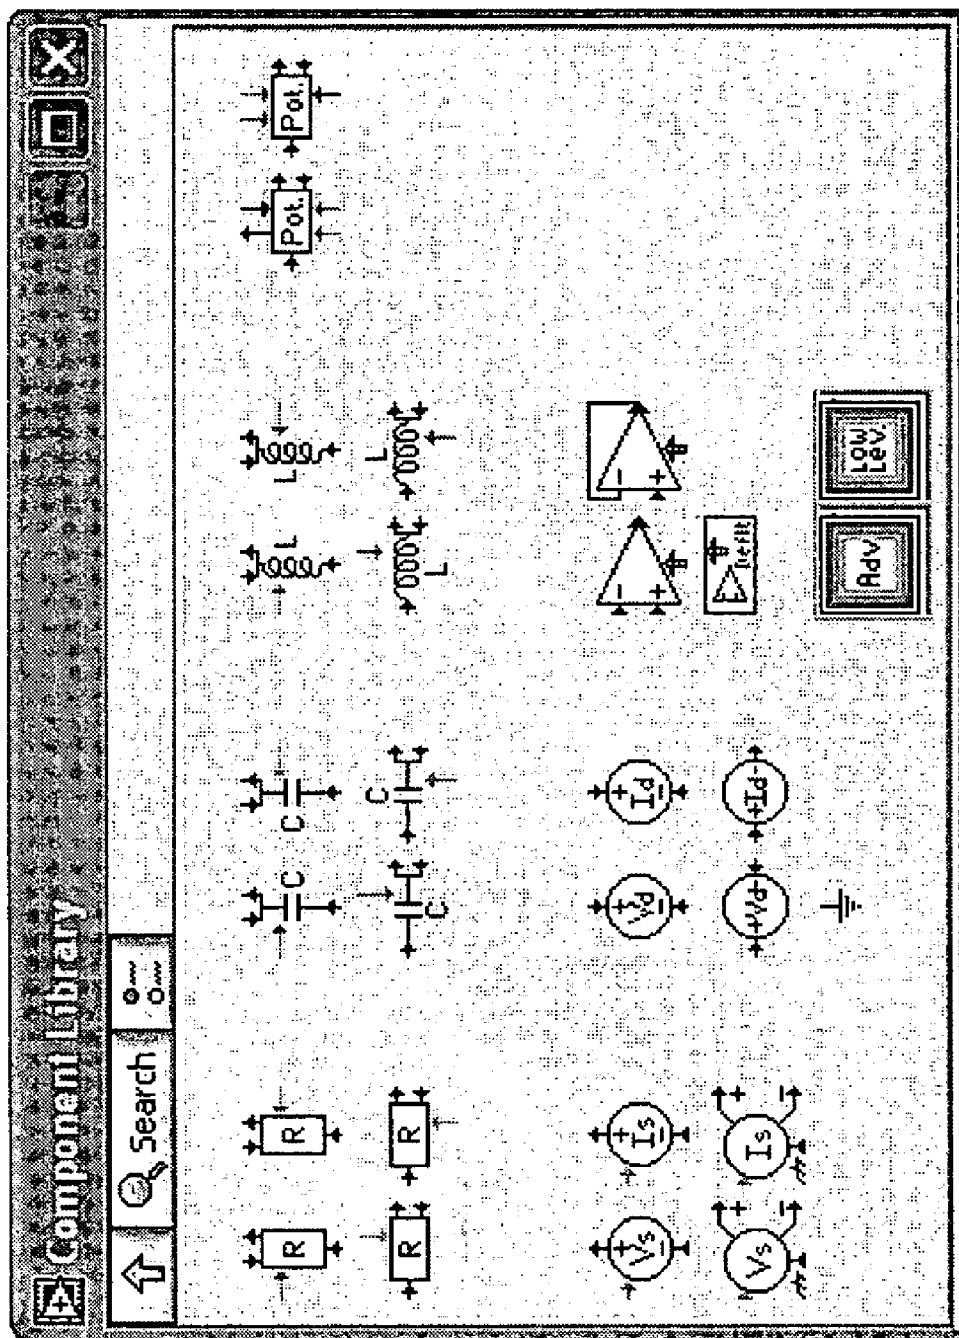 Component Library
Search
R R C C L L Pot. Pot.
R R C C L L
+ Vs − + Is − + Vd − + Id − − + − +
Vs + − Is + − +Vd- +Id-
Adv
Low
Lev.